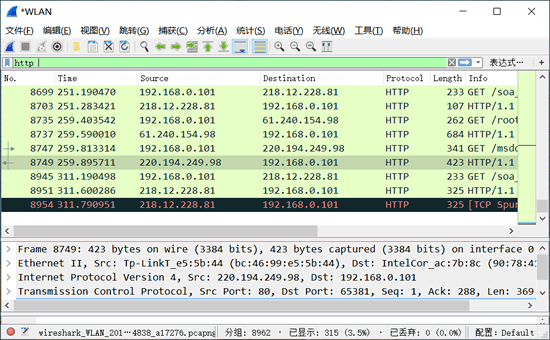 *WLAN
文件(F) 编辑(E) 视图(V) 跳转(G) 捕获(C) 分析(A) 统计(S) 电话(Y) 无线(W) 工具(T) 帮助(H)
http 表达式… +
No. Time Source Destination Protocol Length Info
8699 251.190470 192.168.0.101 218.12.228.81 HTTP 233 GET /soa_
8703 251.283421 218.12.228.81 192.168.0.101 HTTP 107 HTTP/1.1
8735 259.403542 192.168.0.101 61.240.154.98 HTTP 262 GET /root
8737 259.590010 61.240.154.98 192.168.0.101 HTTP 684 HTTP/1.1
8747 259.813314 192.168.0.101 220.194.249.98 HTTP 341 GET /msdo
8749 259.895711 220.194.249.98 192.168.0.101 HTTP 423 HTTP/1.1
8945 311.190498 192.168.0.101 218.12.228.81 HTTP 233 GET /soa_
8951 311.600286 218.12.228.81 192.168.0.101 HTTP 325 HTTP/1.1
8954 311.790951 218.12.228.81 192.168.0.101 HTTP 325 [TCP Spur
Frame 8749: 423 bytes on wire (3384 bits), 423 bytes captured (3384 bits) on interface 0
Ethernet II, Src: Tp-LinkT_e5:5b:44 (bc:46:99:e5:5b:44), Dst: IntelCor_ac:7b:8c (90:78:41
Internet Protocol Version 4, Src: 220.194.249.98, Dst: 192.168.0.101
Transmission Control Protocol, Src Port: 80, Dst Port: 65381, Seq: 1, Ack: 288, Len: 369
wireshark_WLAN_201…4838_a17276.pcapng 分组: 8962 · 已显示: 315 (3.5%) · 已丢弃: 0 (0.0%) 配置: Default